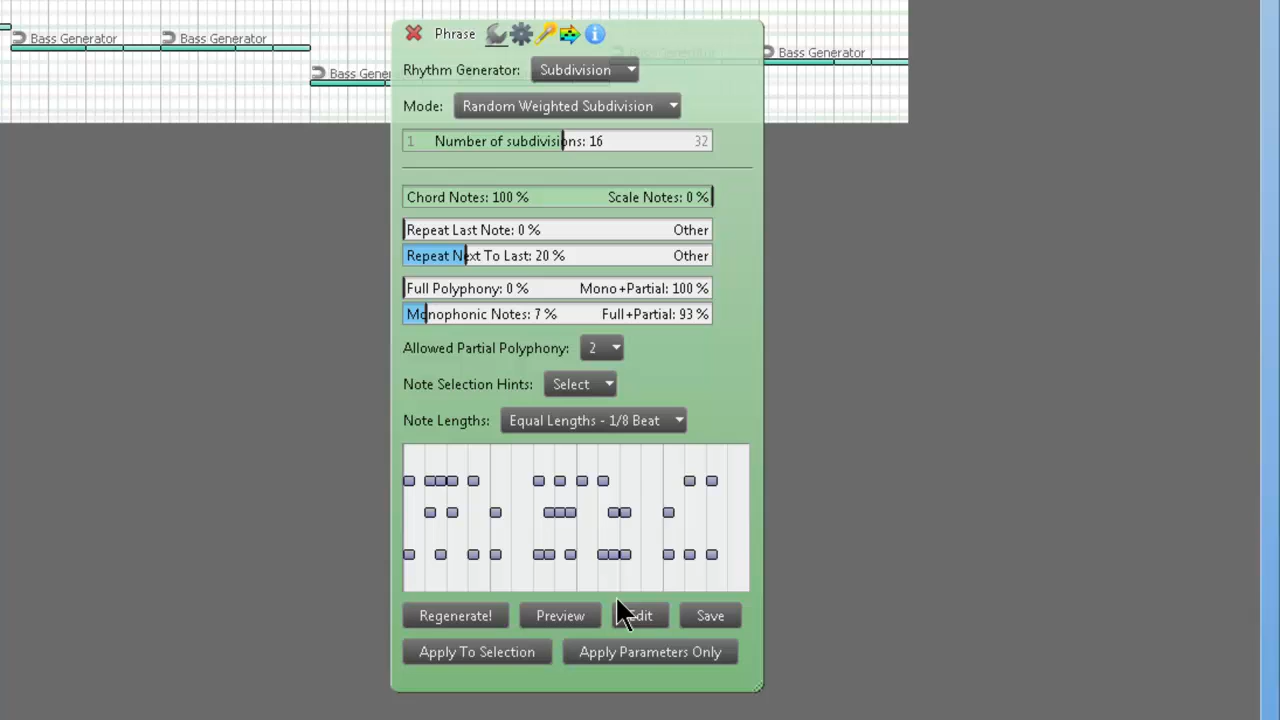 Bass Generator
Bass Generator
Bass Gener
Bass Generator
Bass Generator
Phrase
Rhythm Generator: Subdivision
Mode: Random Weighted Subdivision
1 Number of subdivisions: 16 32
Chord Notes: 100 % Scale Notes: 0 %
Repeat Last Note: 0 % Other
Repeat Next To Last: 20 % Other
Full Polyphony: 0 % Mono+Partial: 100 %
Monophonic Notes: 7 % Full+Partial: 93 %
Allowed Partial Polyphony: 2
Note Selection Hints: Select
Note Lengths: Equal Lengths - 1/8 Beat
Regenerate! Preview Edit Save
Apply To Selection Apply Parameters Only